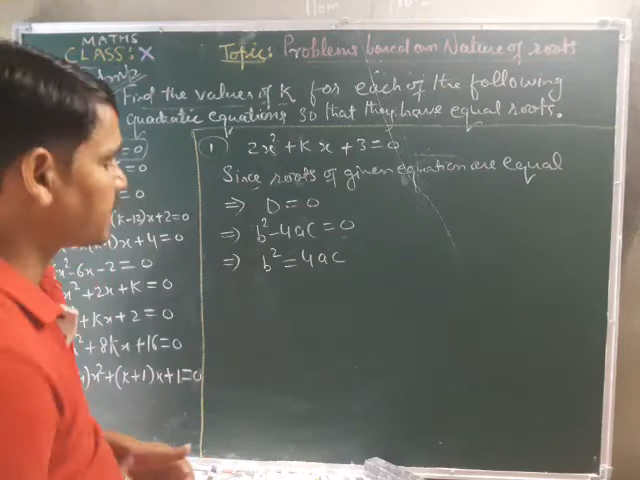 MATHS
CLASS: X
Topic: Problems based on Nature of roots
Find the values of K for each of the following
quadratic equations so that they have equal roots.
① 2x² + Kx + 3 = 0
Since roots of given equation are equal
⇒ D = 0
⇒ b² - 4ac = 0
⇒ b² = 4ac
= 0
= 0
= 0
(k-12)x + 2 = 0
)x + 4 = 0
x² - 6x - 2 = 0
x² + 2x + K = 0
+ Kx + 2 = 0
² + 8kx + 16 = 0
)x² + (k+1)x + 1 = 0